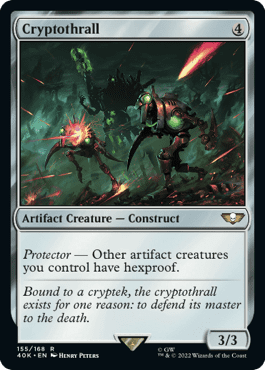 Cryptothrall 4
Artifact Creature — Construct
Protector — Other artifact creatures
you control have hexproof.
Bound to a cryptek, the cryptothrall
exists for one reason: to defend its master
to the death.
3/3
155/168 R
40K • EN HENRY PETERS
© GW
™ & © 2022 Wizards of the Coast